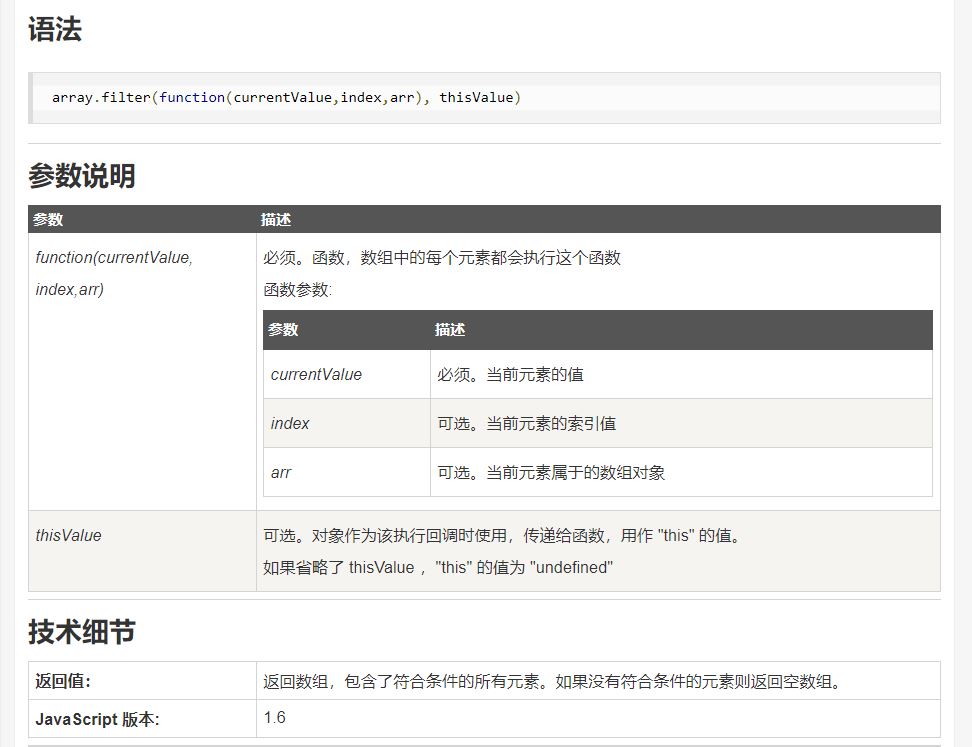 语法
array.filter(function(currentValue,index,arr), thisValue)
参数说明
参数 描述
function(currentValue, 必须。函数，数组中的每个元素都会执行这个函数
index,arr) 函数参数:
参数 描述
currentValue 必须。当前元素的值
index 可选。当前元素的索引值
arr 可选。当前元素属于的数组对象
thisValue 可选。对象作为该执行回调时使用，传递给函数，用作 "this" 的值。
如果省略了 thisValue ，"this" 的值为 "undefined"
技术细节
返回值: 返回数组，包含了符合条件的所有元素。如果没有符合条件的元素则返回空数组。
JavaScript 版本: 1.6